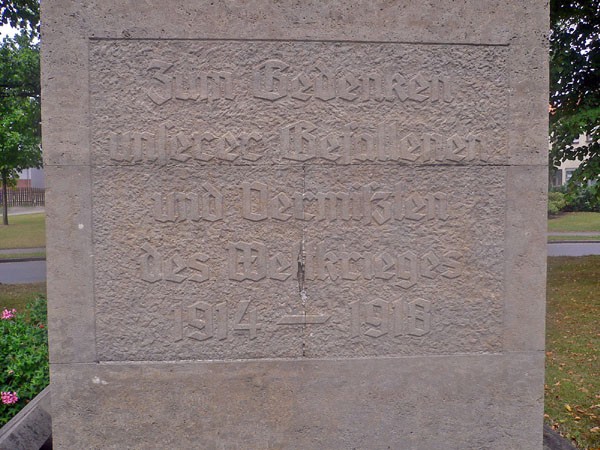 Zum Gedenken
unserer Gefallenen
und Vermißten
des Weltkrieges
1914 — 1918